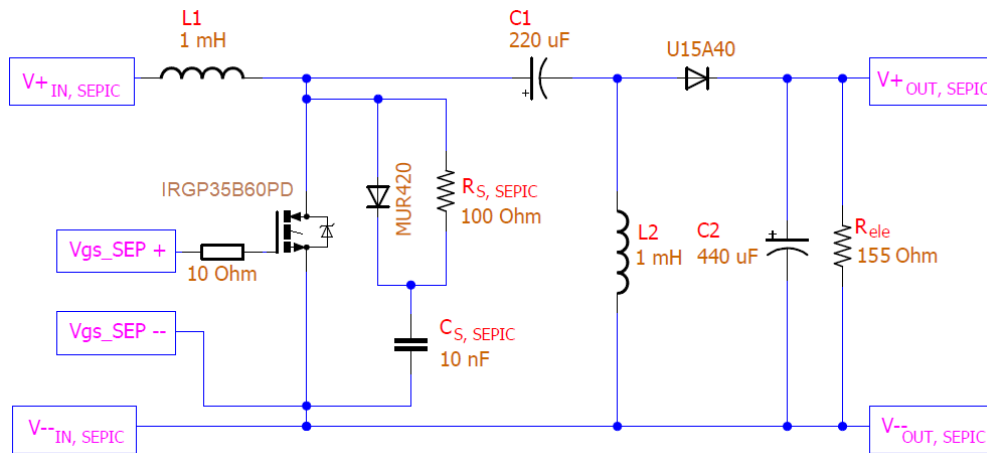 L1
1 mH
C1
220 uF
U15A40
V+IN, SEPIC
V+OUT, SEPIC
IRGP35B60PD
MUR420
RS, SEPIC
100 Ohm
L2
1 mH
C2
440 uF
Rele
155 Ohm
Vgs_SEP +
10 Ohm
Vgs_SEP --
CS, SEPIC
10 nF
V--IN, SEPIC
V--OUT, SEPIC
+
+